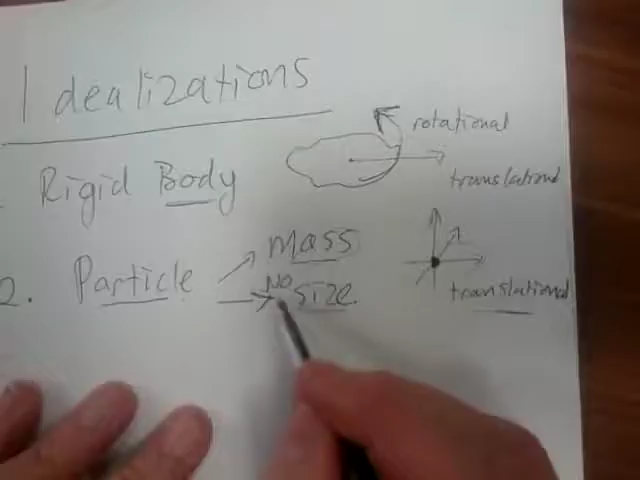 Idealizations
rotational
Rigid Body
translational
mass
2. Particle
No size
translational